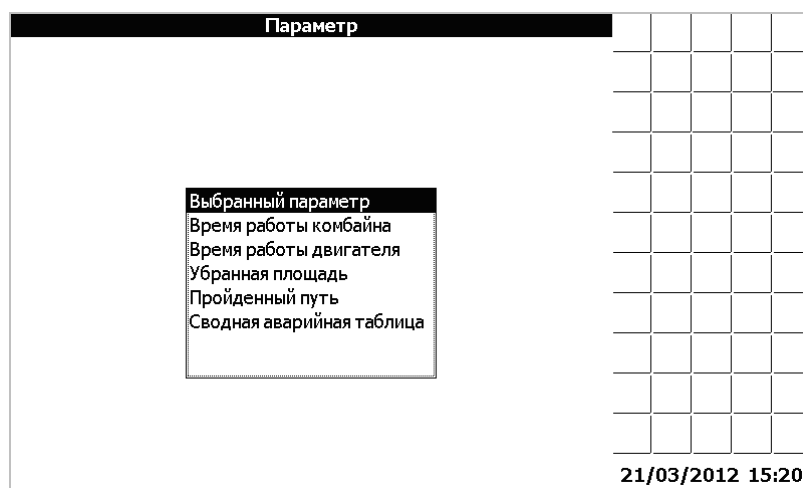 Параметр
Выбранный параметр
Время работы комбайна
Время работы двигателя
Убранная площадь
Пройденный путь
Сводная аварийная таблица
21/03/2012 15:20